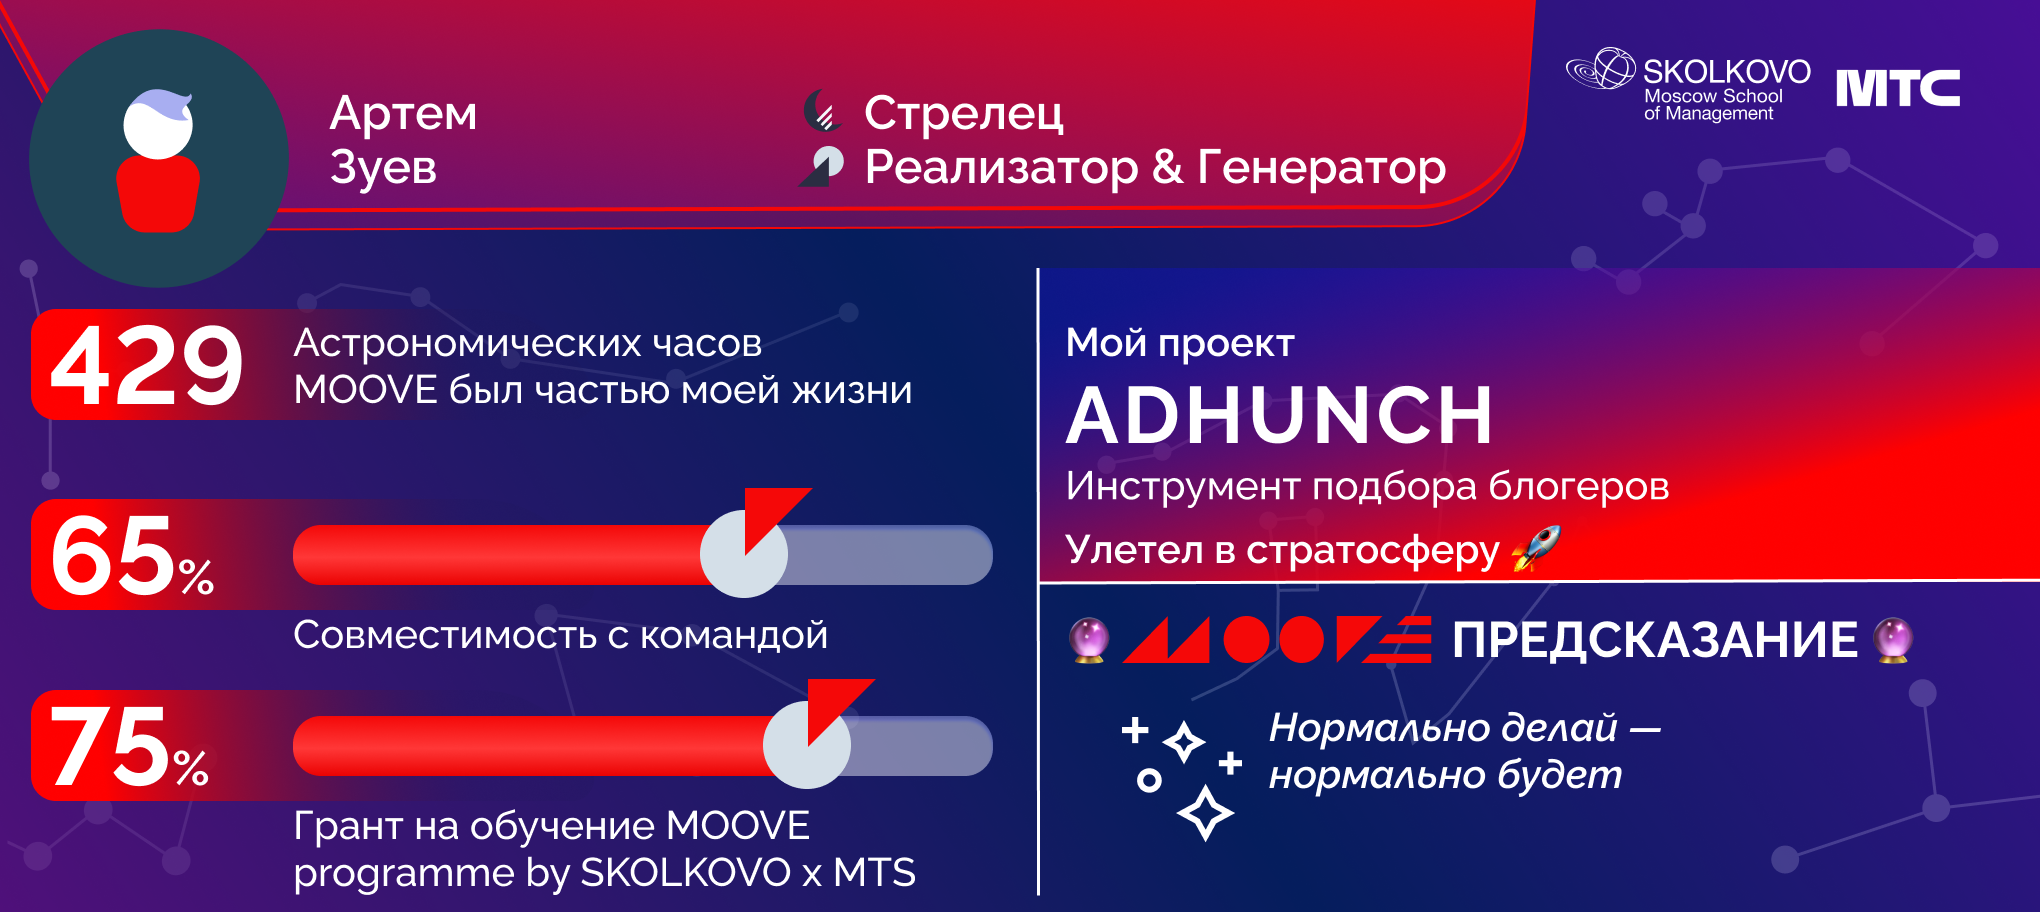 Артем
Зуев
Стрелец
Реализатор & Генератор
SKOLKOVO
Moscow School
of Management
МТС
429
Астрономических часов
MOOVE был частью моей жизни
65%
Совместимость с командой
75%
Грант на обучение MOOVE
programme by SKOLKOVO x MTS
Мой проект
ADHUNCH
Инструмент подбора блогеров
Улетел в стратосферу 🚀
🔮 MOOVE ПРЕДСКАЗАНИЕ 🔮
Нормально делай —
нормально будет